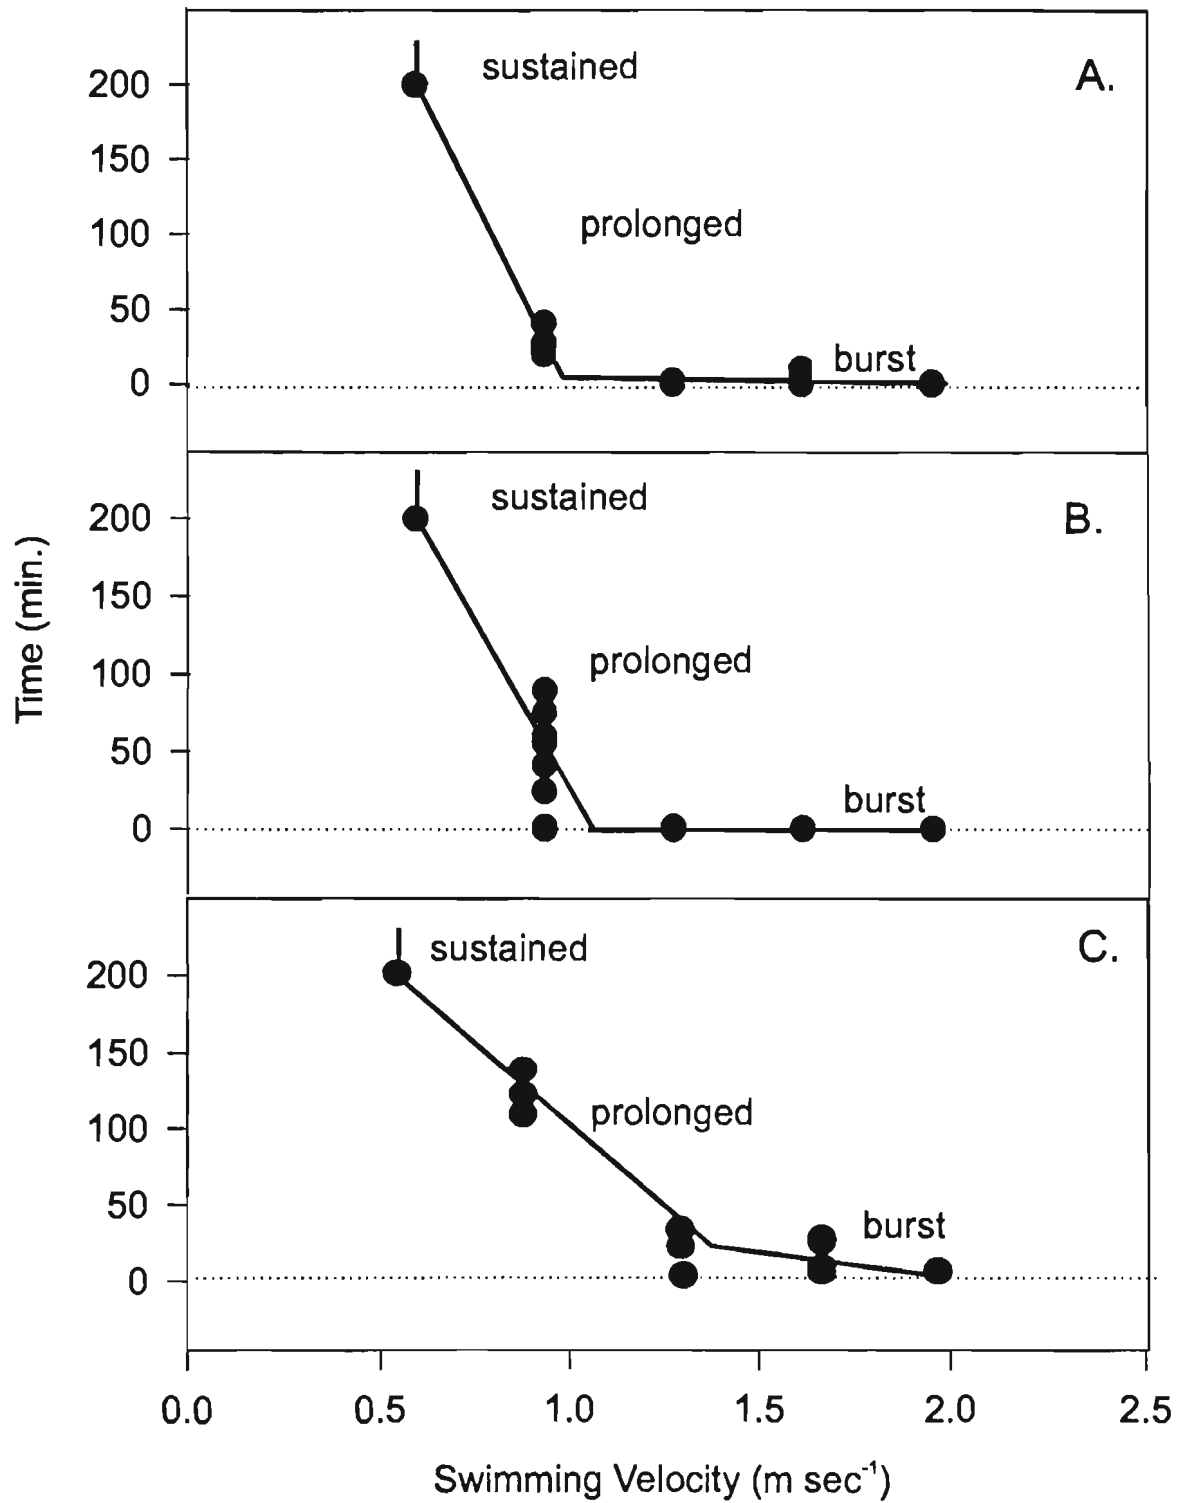 sustained
A.
200
150
prolonged
100
50
burst
0
sustained
B.
200
150
prolonged
100
50
burst
0
Time (min.)
sustained
C.
200
150
prolonged
100
50
burst
0
0.0 0.5 1.0 1.5 2.0 2.5
Swimming Velocity (m sec⁻¹)